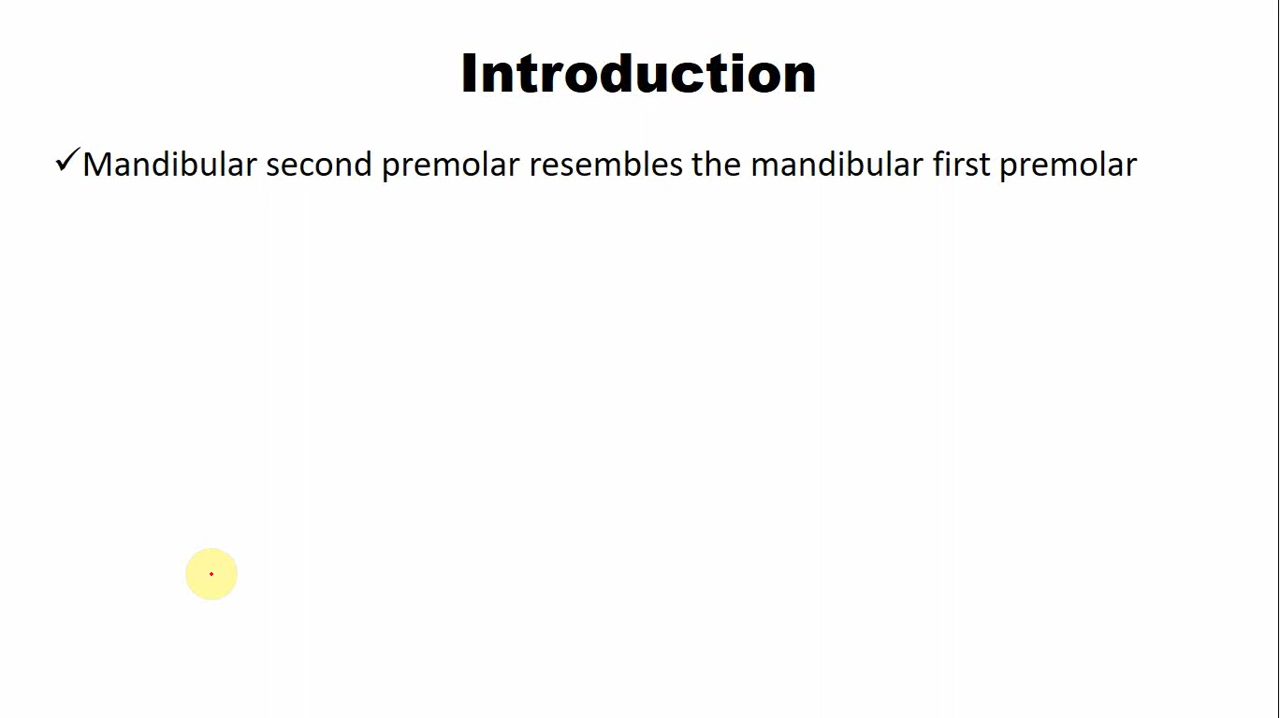 Introduction
✓Mandibular second premolar resembles the mandibular first premolar